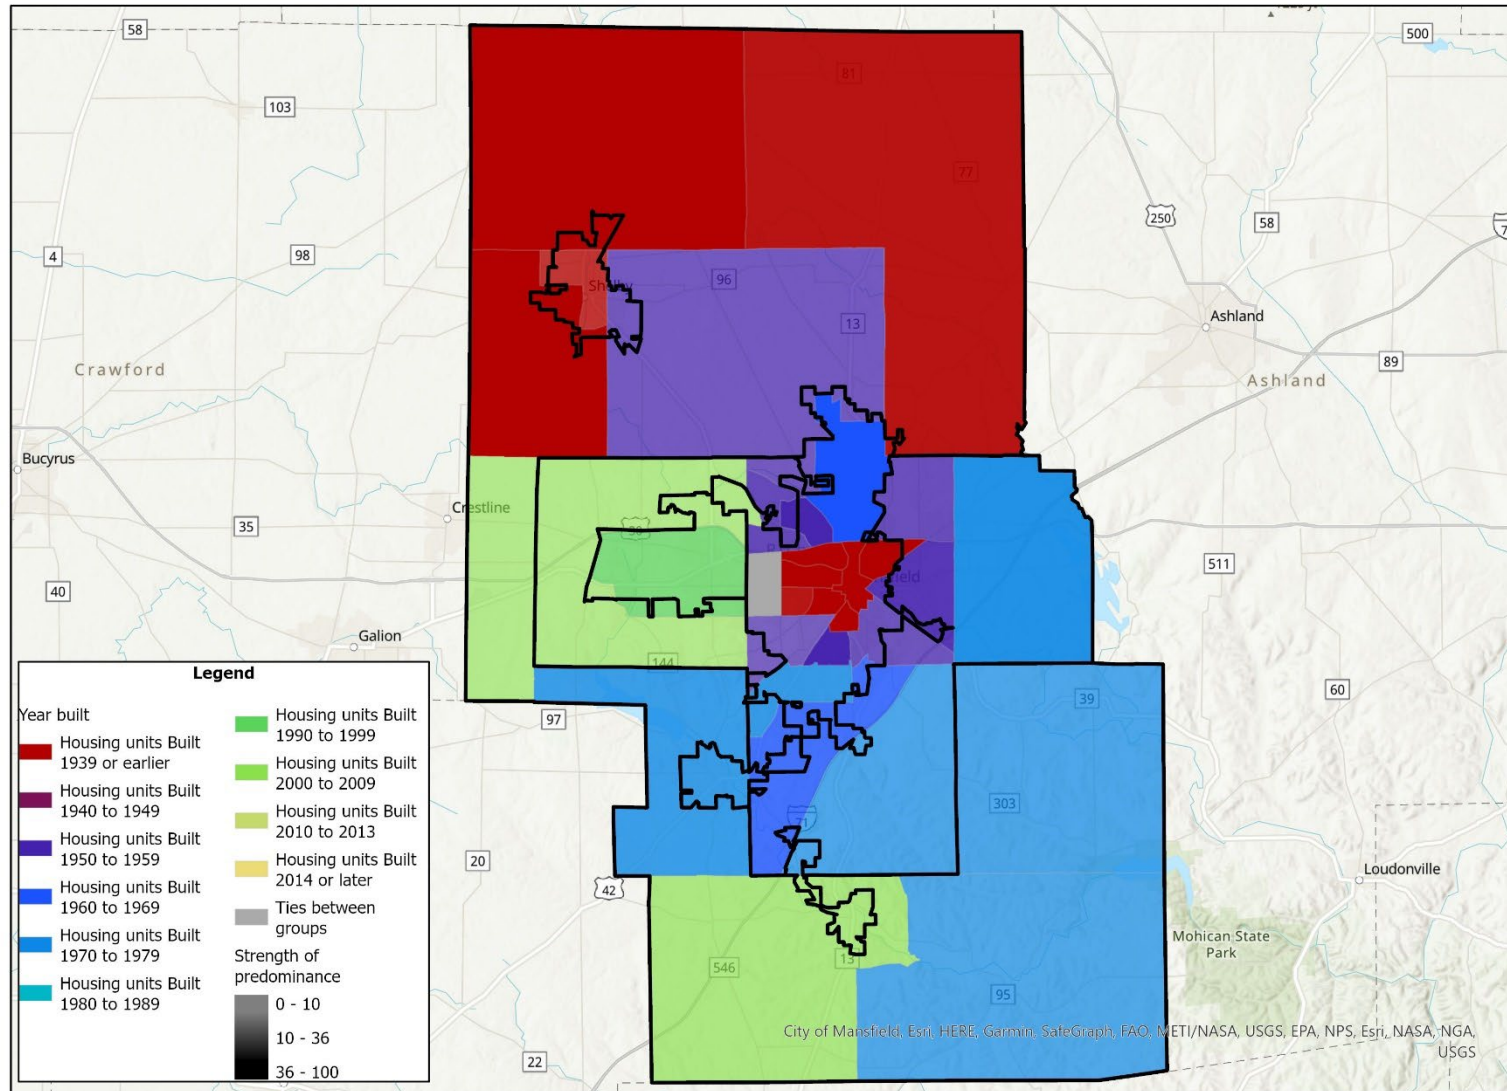 58
500
103
81
77
250
58
4
98
96
Shelby
13
Ashland
89
Crawford
Ashland
Bucyrus
Crestline
30
35
511
40
field
Galion
144
60
39
97
303
71
20
42
Loudonville
Mohican State
Park
546
13
95
22
Legend
Year built
Housing units Built
1939 or earlier
Housing units Built
1940 to 1949
Housing units Built
1950 to 1959
Housing units Built
1960 to 1969
Housing units Built
1970 to 1979
Housing units Built
1980 to 1989
Housing units Built
1990 to 1999
Housing units Built
2000 to 2009
Housing units Built
2010 to 2013
Housing units Built
2014 or later
Ties between
groups
Strength of
predominance
0 - 10
10 - 36
36 - 100
City of Mansfield, Esri, HERE, Garmin, SafeGraph, FAO, METI/NASA, USGS, EPA, NPS, Esri, NASA, NGA,
USGS